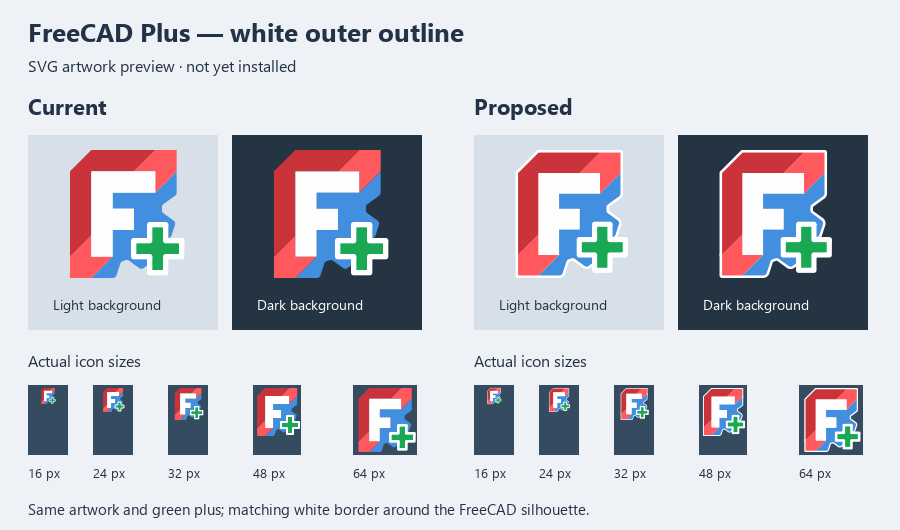 FreeCAD Plus — white outer outline
SVG artwork preview · not yet installed
Current
Proposed
F
F
F
F
Light background
Dark background
Light background
Dark background
Actual icon sizes
Actual icon sizes
F
F
F
F
F
F
F
F
F
F
16 px
24 px
32 px
48 px
64 px
16 px
24 px
32 px
48 px
64 px
Same artwork and green plus; matching white border around the FreeCAD silhouette.